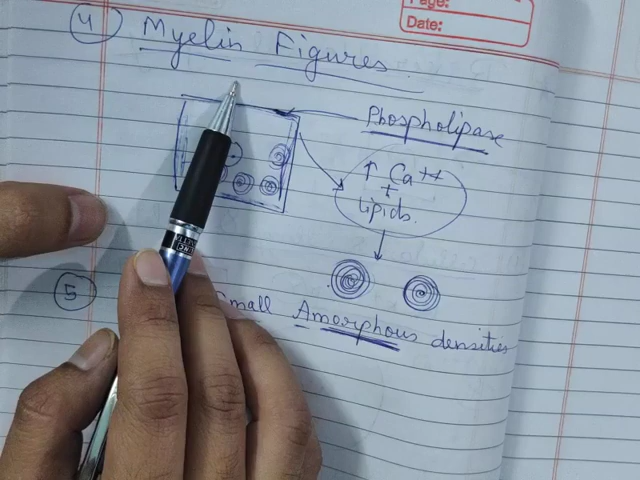 Page:
Date:
4 Myelin Figures.
Phospholipase
↑ Ca++
+
lipids.
5 Small Amorphous densities